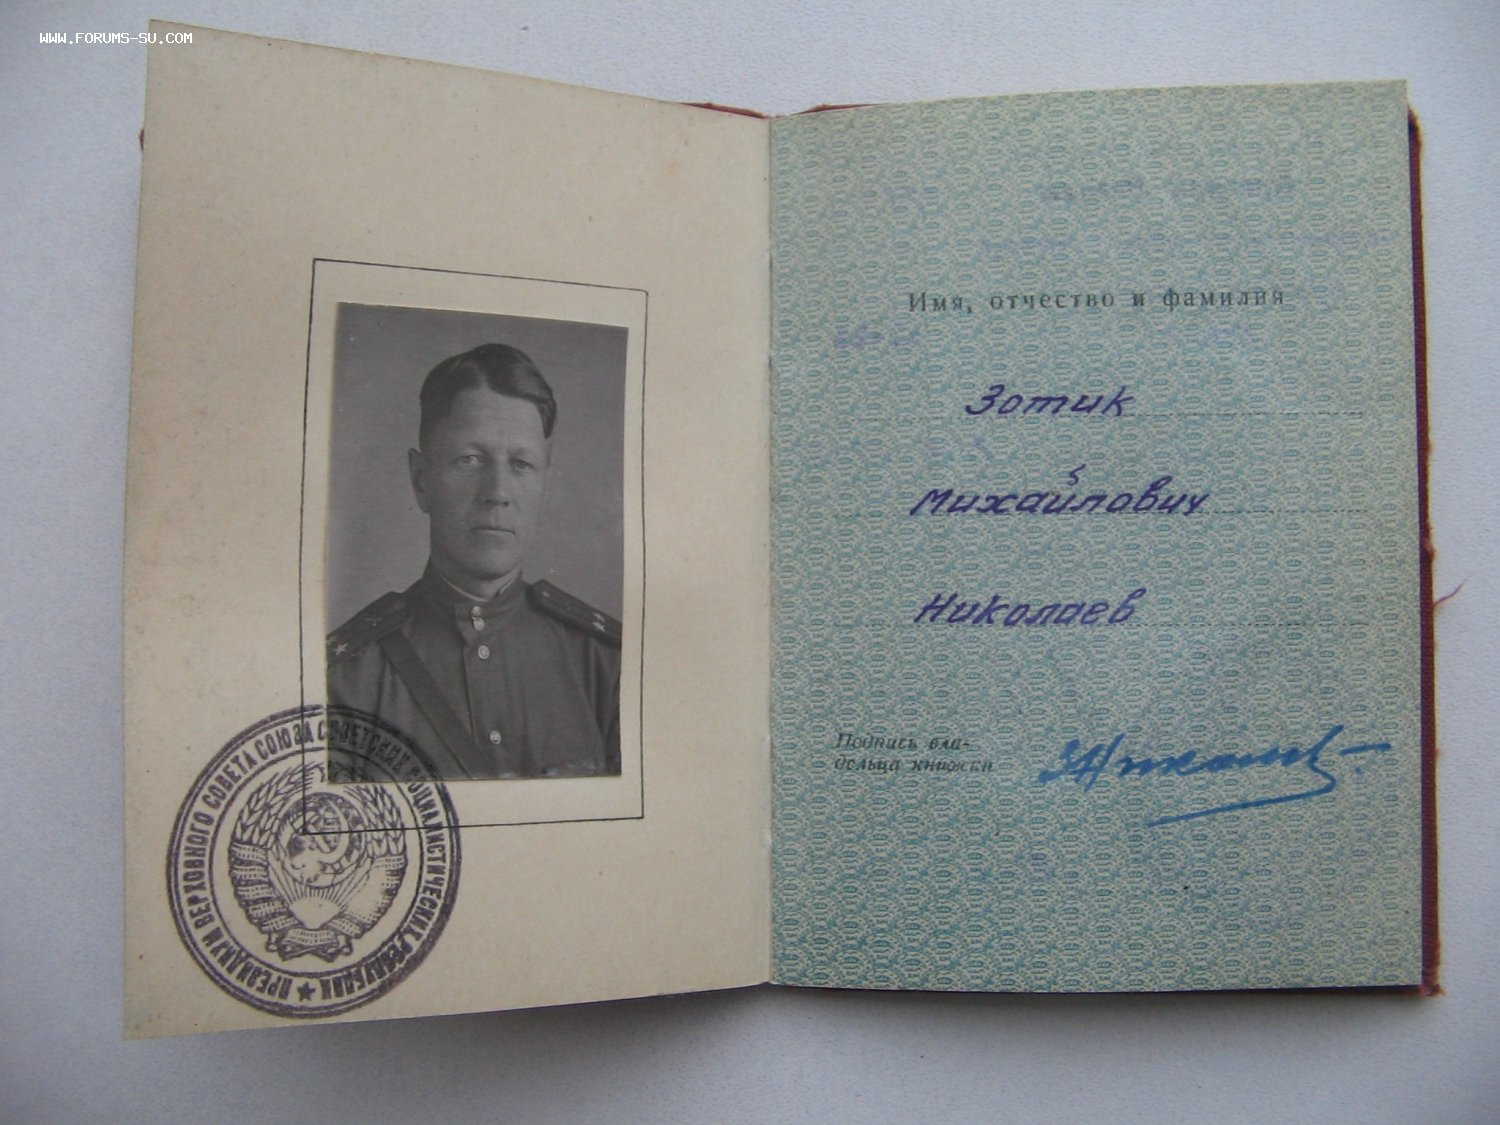 WWW.FORUMS-SU.COM
ПРЕЗИДИУМ ВЕРХОВНОГО СОВЕТА СОЮЗА СОВЕТСКИХ СОЦИАЛИСТИЧЕСКИХ РЕСПУБЛИК
Имя, отчество и фамилия
Зотик
Михайлович
Николаев
Подпись вла-
дельца книжки